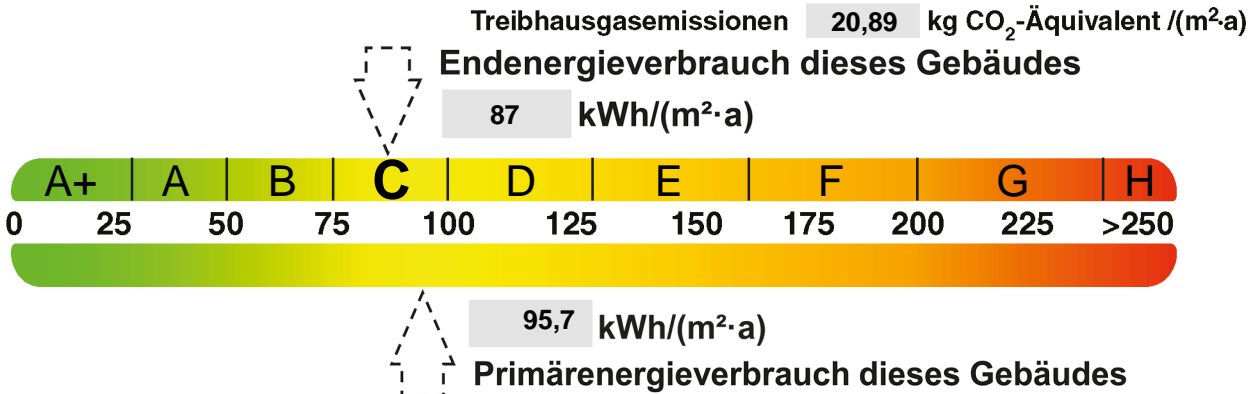 Treibhausgasemissionen 20,89 kg CO₂-Äquivalent /(m²·a)
Endenergieverbrauch dieses Gebäudes
87 kWh/(m²·a)
A+ A B C D E F G H
0 25 50 75 100 125 150 175 200 225 >250
95,7 kWh/(m²·a)
Primärenergieverbrauch dieses Gebäudes